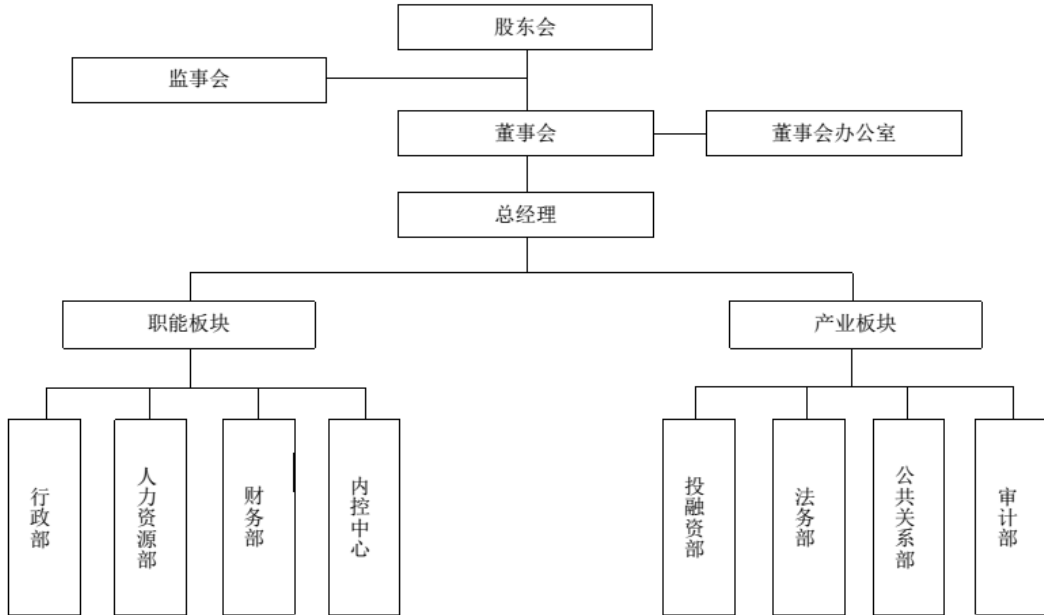 股东会
监事会
董事会
董事会办公室
总经理
职能板块
产业板块
行政部
人力资源部
财务部
内控中心
投融资部
法务部
公共关系部
审计部